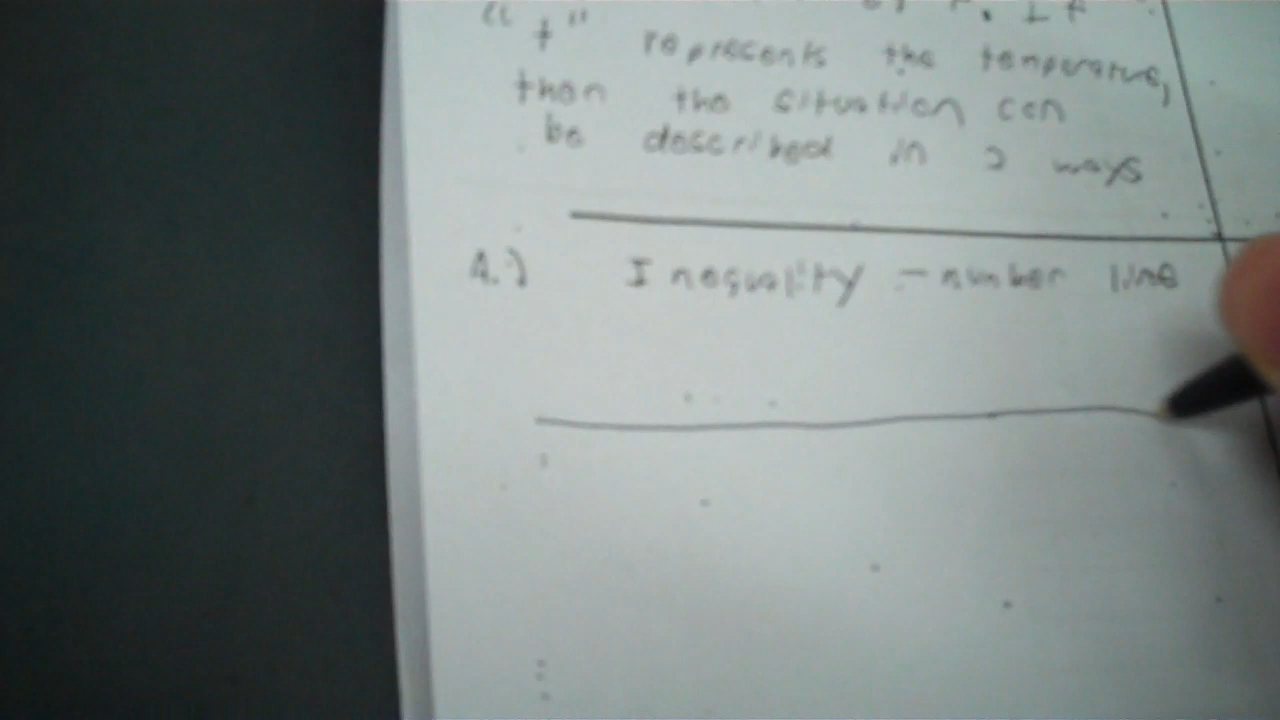 "t" represents the temperature,
then the situation can
be described in 2 ways
A.) Inequality - number line